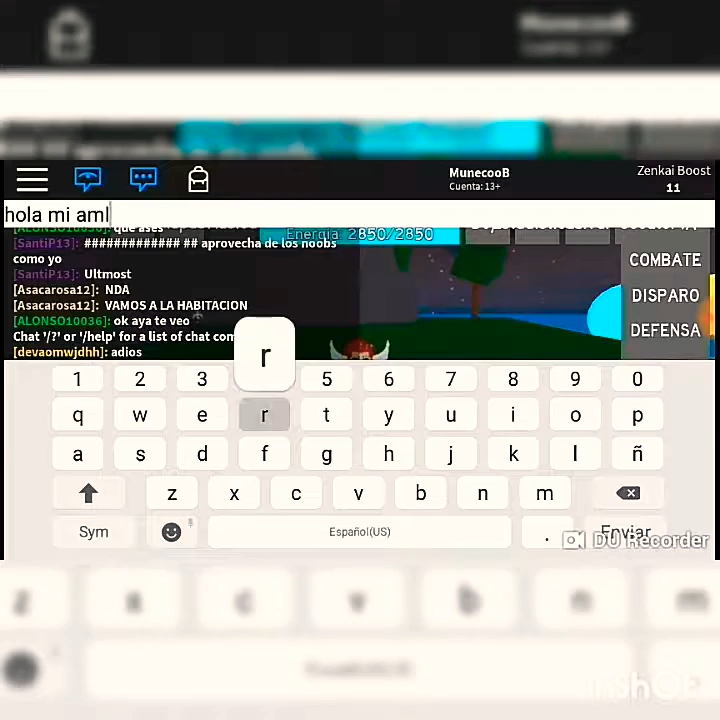 MunecooB
Cuenta: 13+
Zenkai Boost
11
hola mi aml
[ALONSO10036]: que ases
[SantiP13]: ############# ## aprovecha de los noobs
como yo
[SantiP13]: Ultmost
[Asacarosa12]: NDA
[Asacarosa12]: VAMOS A LA HABITACION
[ALONSO10036]: ok aya te veo
Chat '/?' or '/help' for a list of chat com
[devaomwjdhh]: adios
Energia 2850/2850
COMBATE
DISPARO
DEFENSA
r
1 2 3 5 6 7 8 9 0
q w e r t y u i o p
a s d f g h j k l ñ
z x c v b n m
Sym Español(US) . Enviar
DU Recorder